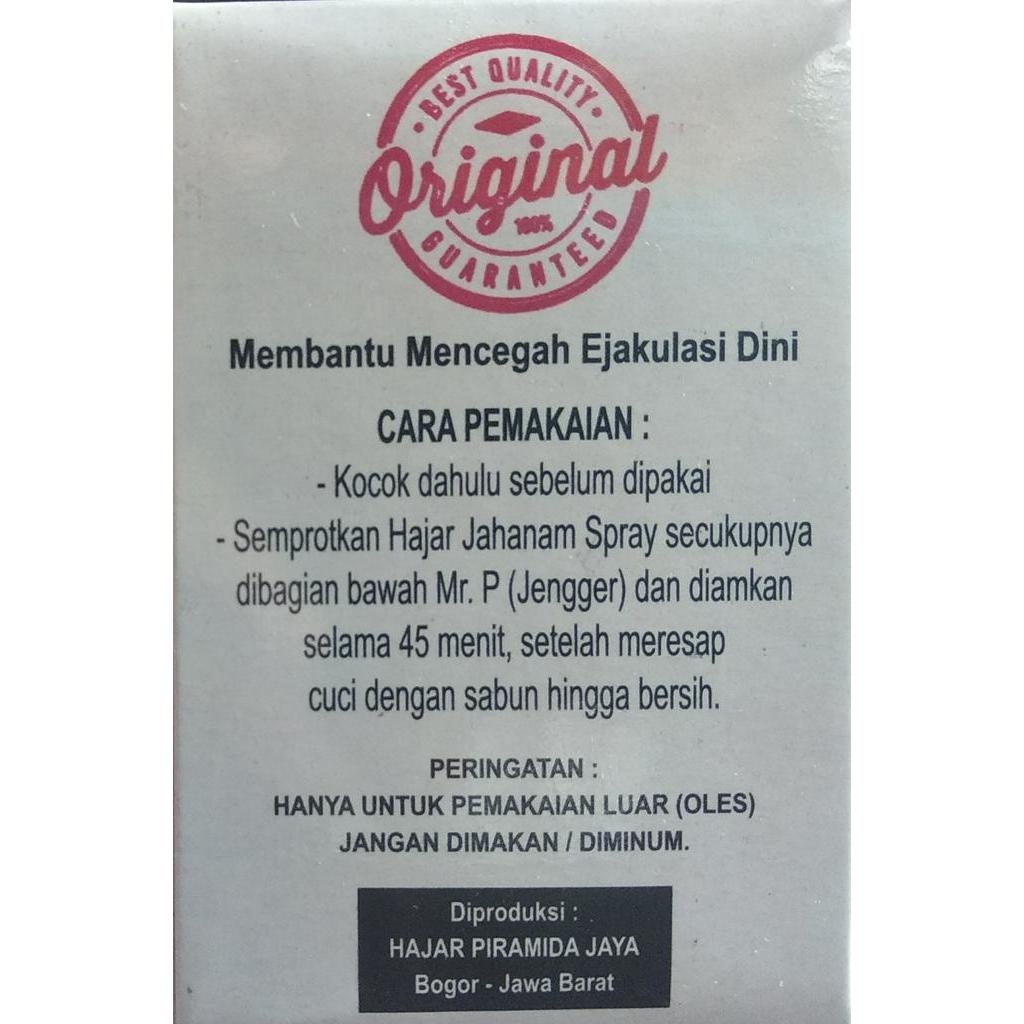 • BEST QUALITY •
Original
100%
GUARANTEED
Membantu Mencegah Ejakulasi Dini
CARA PEMAKAIAN :
- Kocok dahulu sebelum dipakai
- Semprotkan Hajar Jahanam Spray secukupnya
dibagian bawah Mr. P (Jengger) dan diamkan
selama 45 menit, setelah meresap
cuci dengan sabun hingga bersih.
PERINGATAN :
HANYA UNTUK PEMAKAIAN LUAR (OLES)
JANGAN DIMAKAN / DIMINUM.
Diproduksi :
HAJAR PIRAMIDA JAYA
Bogor - Jawa Barat